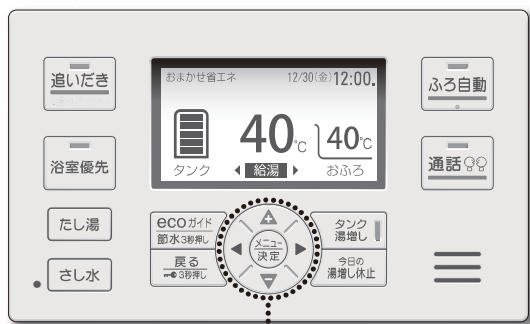 追いだき
ふろ自動
おまかせ省エネ 12/30(金)12:00
40℃ 40℃
タンク 給湯 おふろ
浴室優先
通話
たし湯
さし水
ecoガイド
節水3秒押し
戻る
3秒押し
メニュー
決定
タンク
湯増し
今日の
湯増し休止